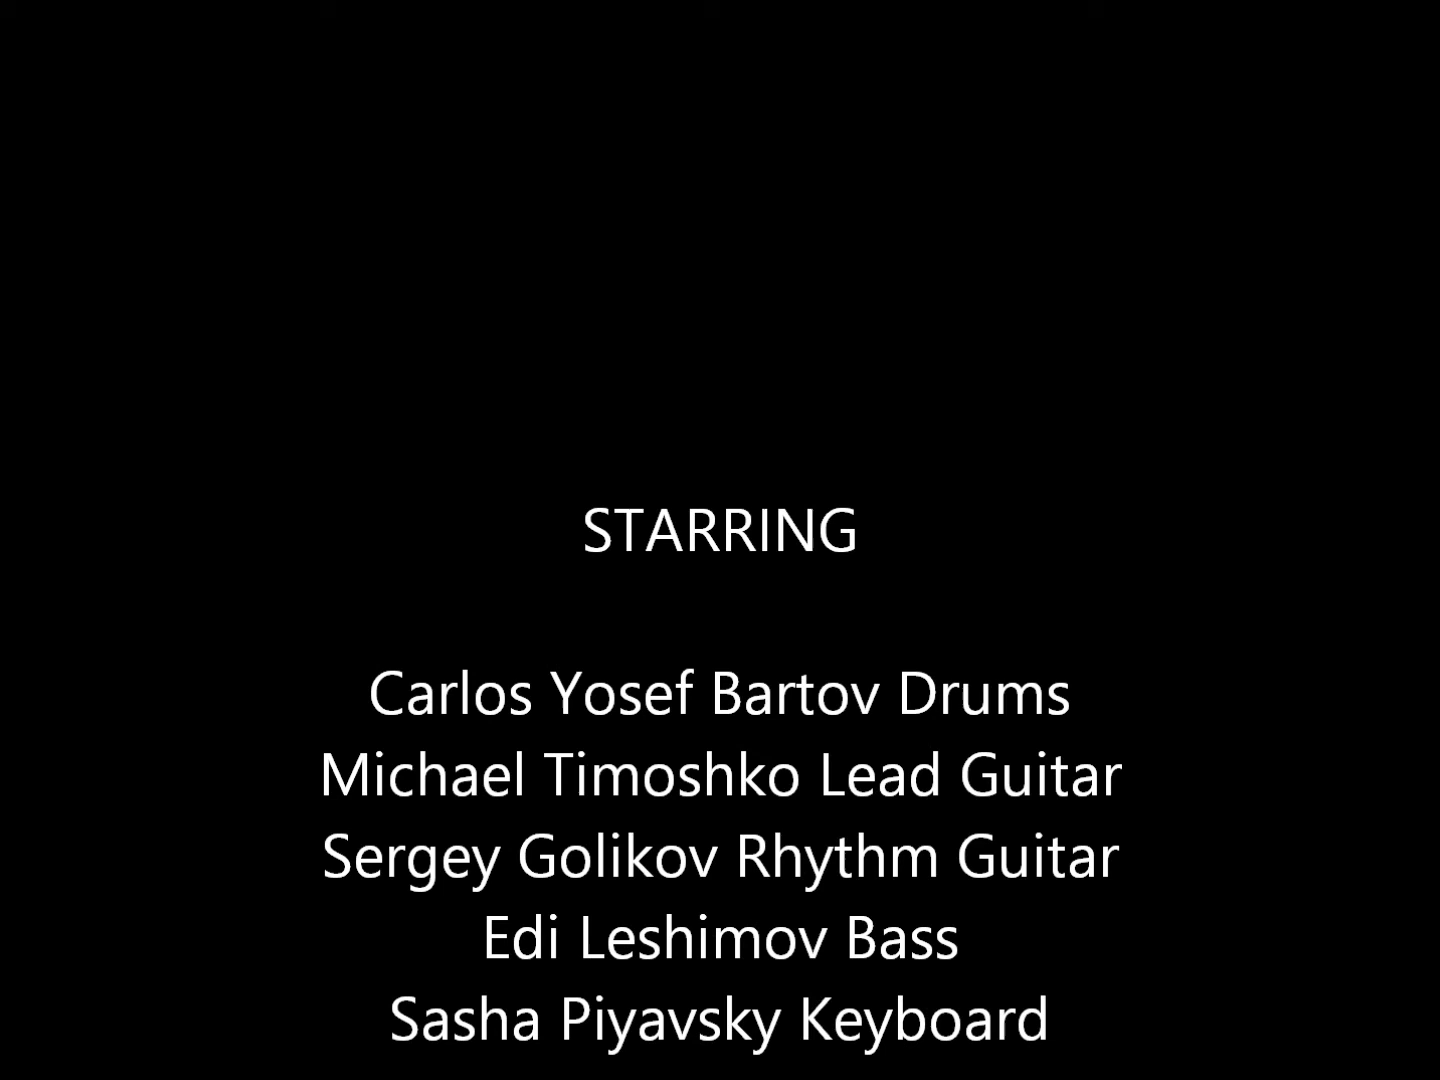 STARRING
Carlos Yosef Bartov Drums
Michael Timoshko Lead Guitar
Sergey Golikov Rhythm Guitar
Edi Leshimov Bass
Sasha Piyavsky Keyboard